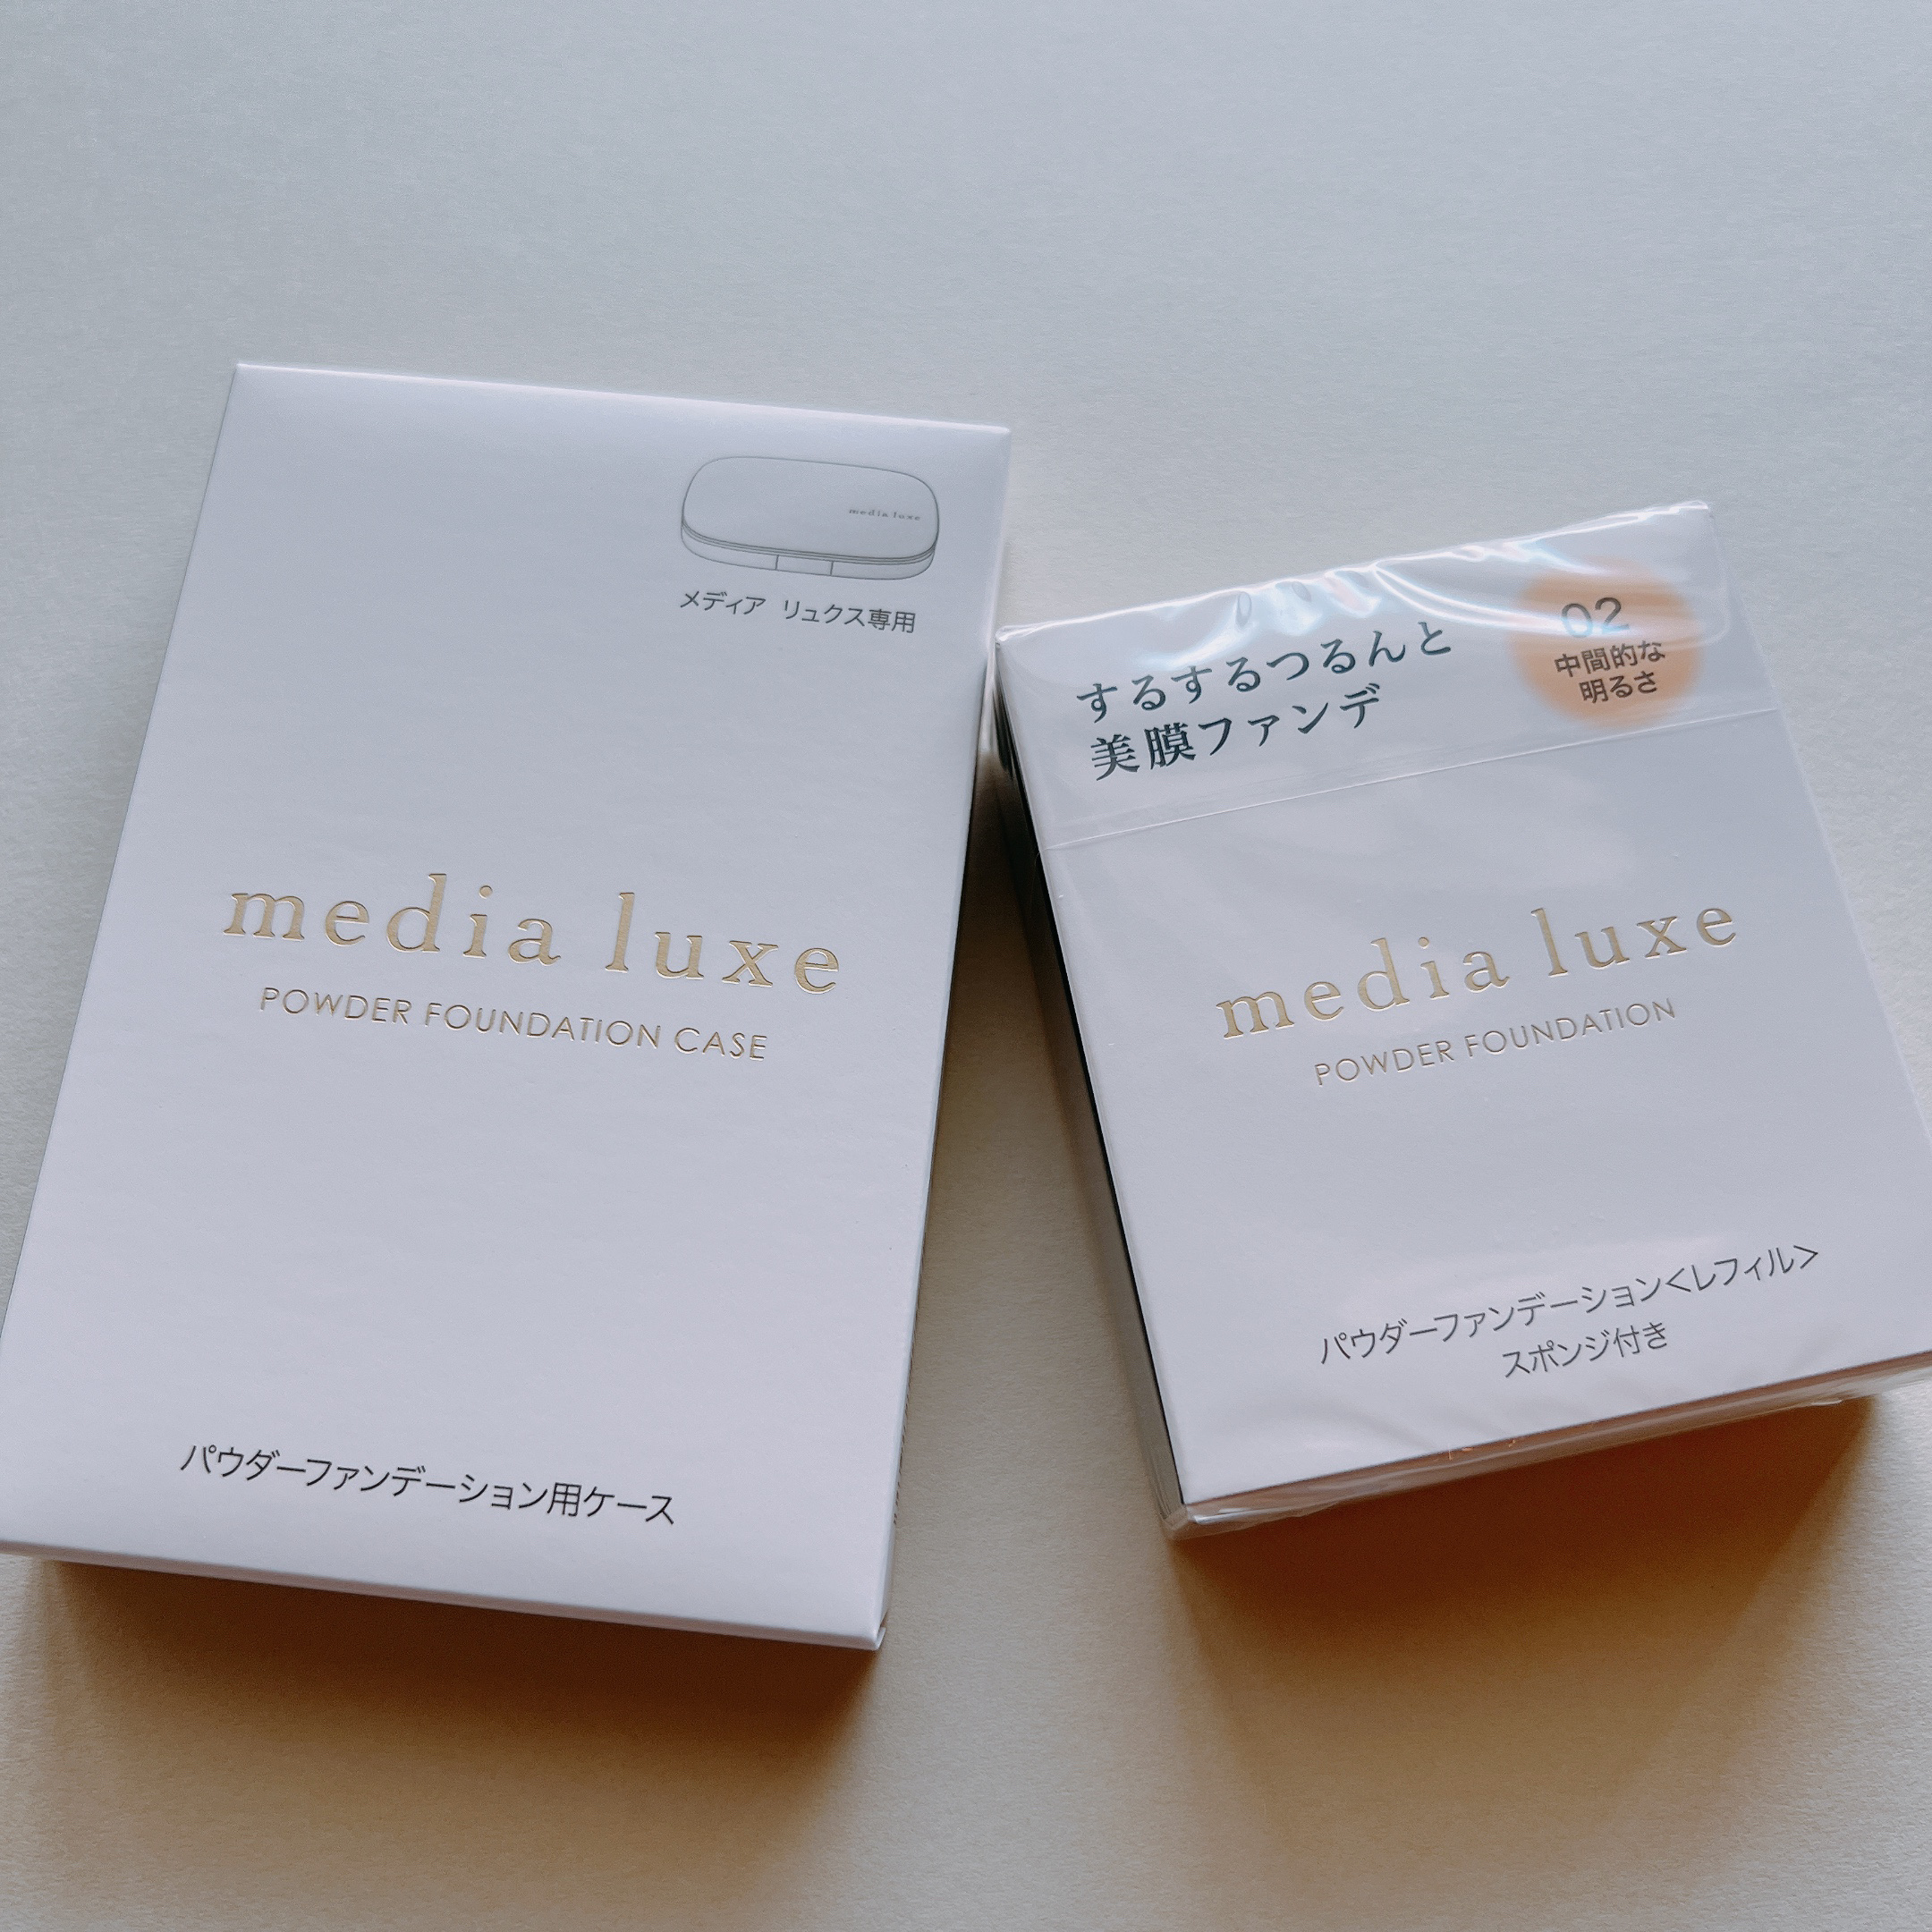 media luxe
メディア リュクス専用
media luxe
POWDER FOUNDATION CASE
パウダーファンデーション用ケース
するするつるんと
美膜ファンデ
02
中間的な
明るさ
media luxe
POWDER FOUNDATION
パウダーファンデーション<レフィル>
スポンジ付き